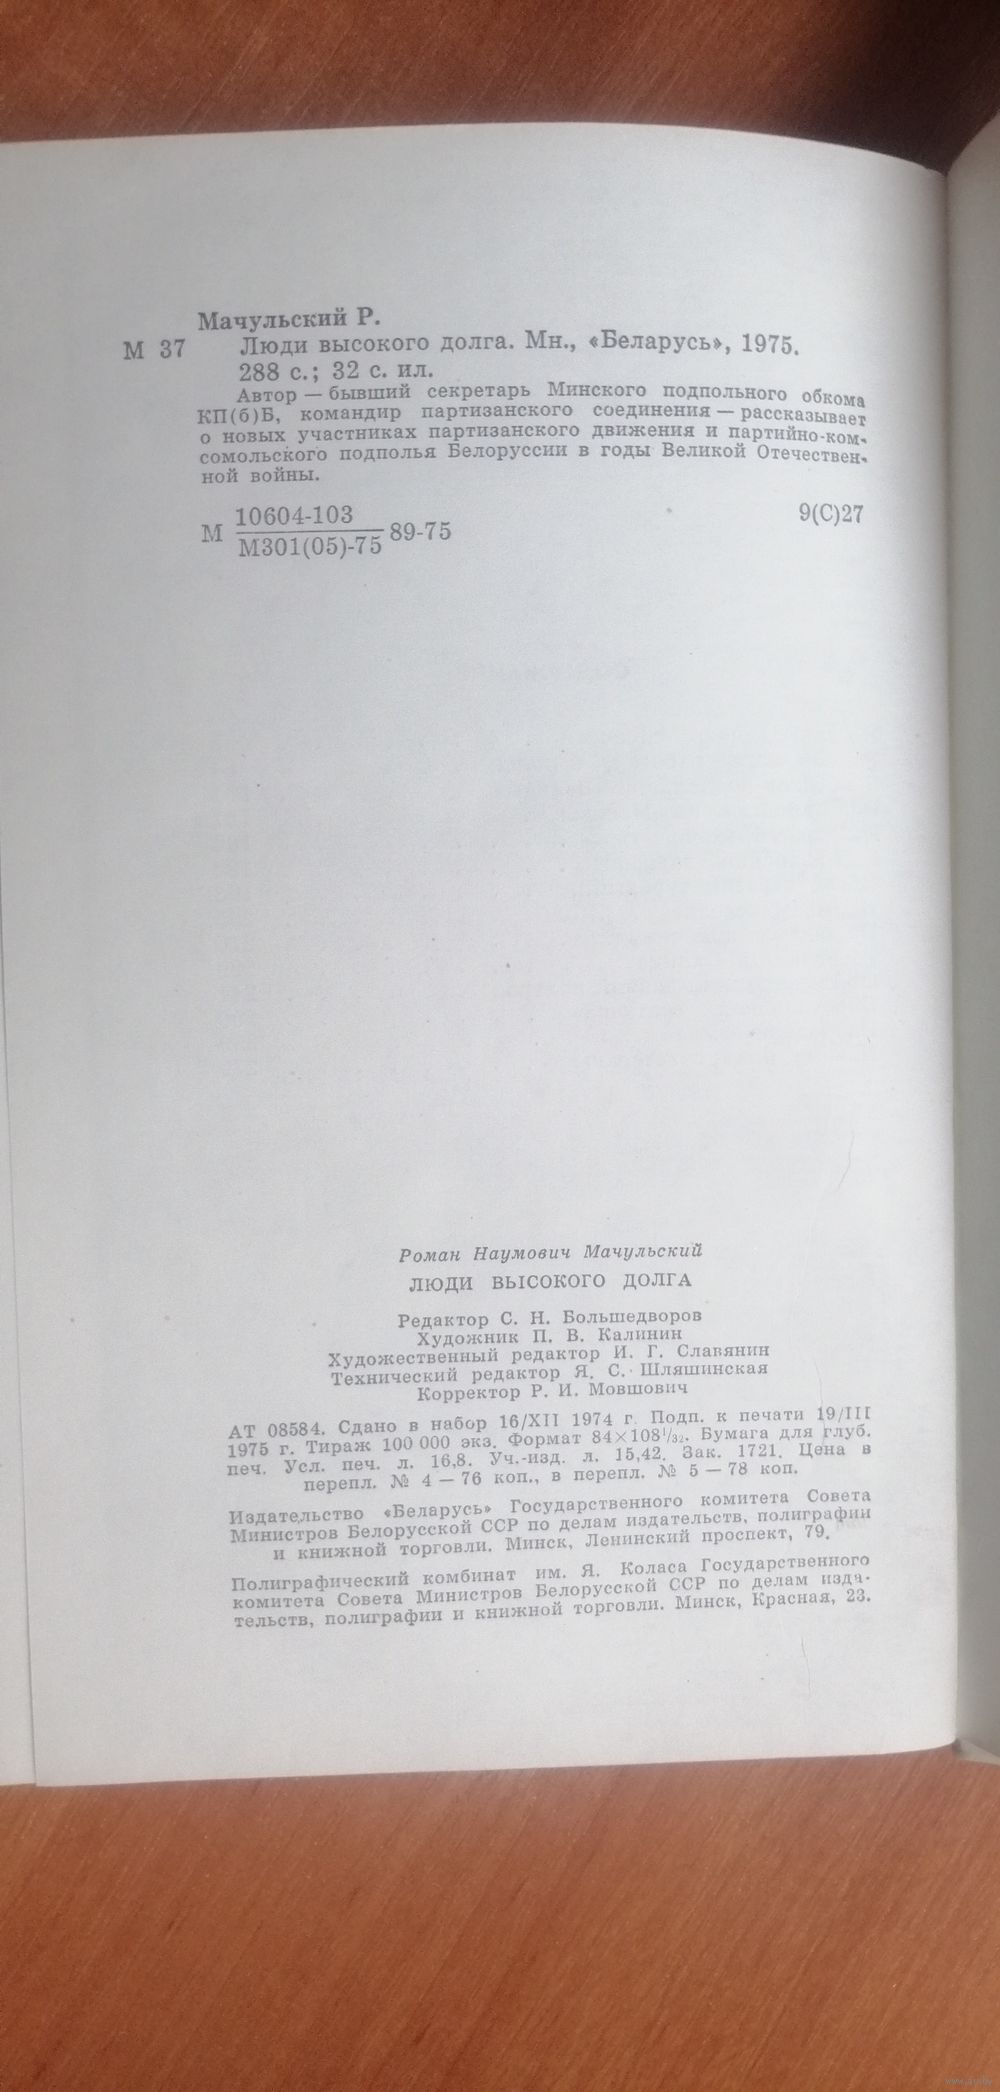 Мачульский Р.
М 37 Люди высокого долга. Мн., «Беларусь», 1975.
288 с.; 32 с. ил.
Автор — бывший секретарь Минского подпольного обкома
КП(б)Б, командир партизанского соединения — рассказывает
о новых участниках партизанского движения и партийно-ком-
сомольского подполья Белоруссии в годы Великой Отечествен-
ной войны.
10604-103
М 89-75 9(С)27
М301(05)-75
Роман Наумович Мачульский
ЛЮДИ ВЫСОКОГО ДОЛГА
Редактор С. Н. Большедворов
Художник П. В. Калинин
Художественный редактор И. Г. Славянин
Технический редактор Я. С. Шляшинская
Корректор Р. И. Мовшович
АТ 08584. Сдано в набор 16/XII 1974 г. Подп. к печати 19/III
1975 г. Тираж 100 000 экз. Формат 84×108¹/₃₂. Бумага для глуб.
печ. Усл. печ. л. 16,8. Уч.-изд. л. 15,42. Зак. 1721. Цена в
перепл. № 4 — 76 коп., в перепл. № 5 — 78 коп.
Издательство «Беларусь» Государственного комитета Совета
Министров Белорусской ССР по делам издательств, полиграфии
и книжной торговли. Минск, Ленинский проспект, 79.
Полиграфический комбинат им. Я. Коласа Государственного
комитета Совета Министров Белорусской ССР по делам изда-
тельств, полиграфии и книжной торговли. Минск, Красная, 23.